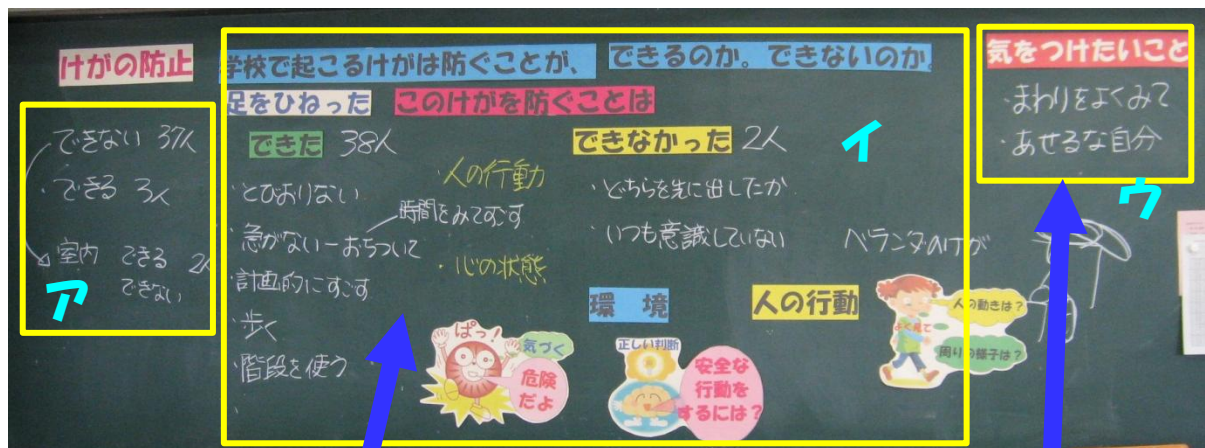 けがの防止
できない 37人
・できる 3人
室内 できる 2人
できない
ア
学校で起こるけがは防ぐことが、できるのか。できないのか。
足をひねった このけがを防ぐことは
できた 38人
・とびおりない
・急がないーおちついて
時間をみてすごす
・計画的にすごす
・歩く
・階段を使う
・人の行動
・心の状態
ぱっ!
気づく
危険だよ
できなかった 2人
・どちらを先に出したか
・いつも意識していない
イ
ベランダのけが
環境
人の行動
正しい判断
安全な
行動を
するには?
よく見て
人の動きは?
周りの様子は?
気をつけたいこと
・まわりをよくみて
・あせるな自分
ウ